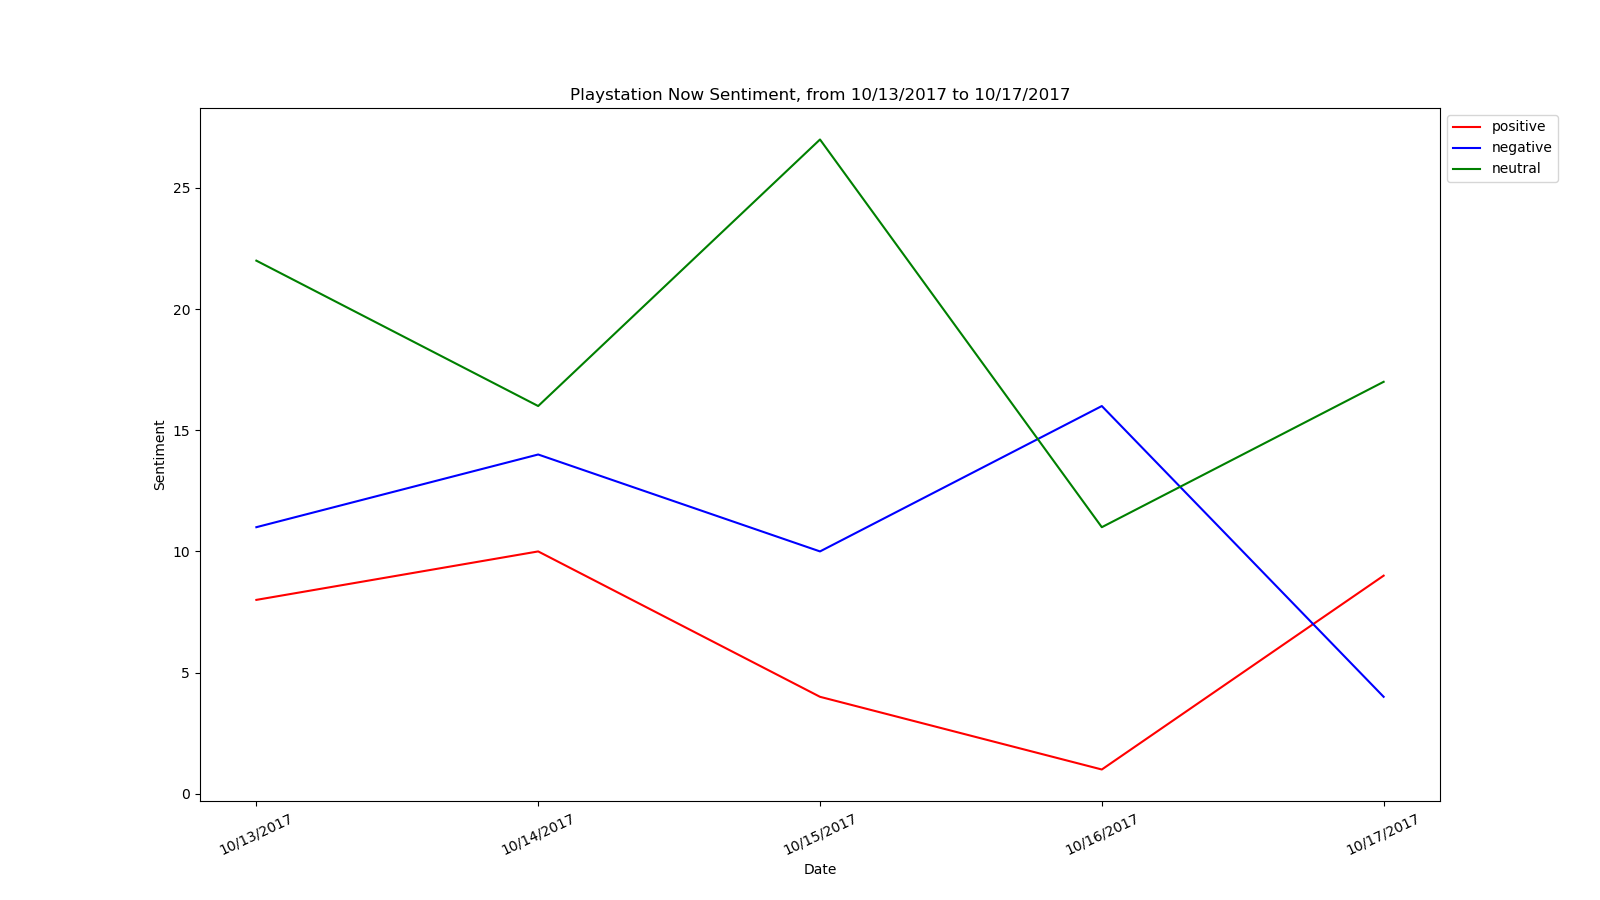 Playstation Now Sentiment, from 10/13/2017 to 10/17/2017
positive
negative
neutral
25
20
15
10
5
0
Sentiment
10/13/2017
10/14/2017
10/15/2017
10/16/2017
10/17/2017
Date